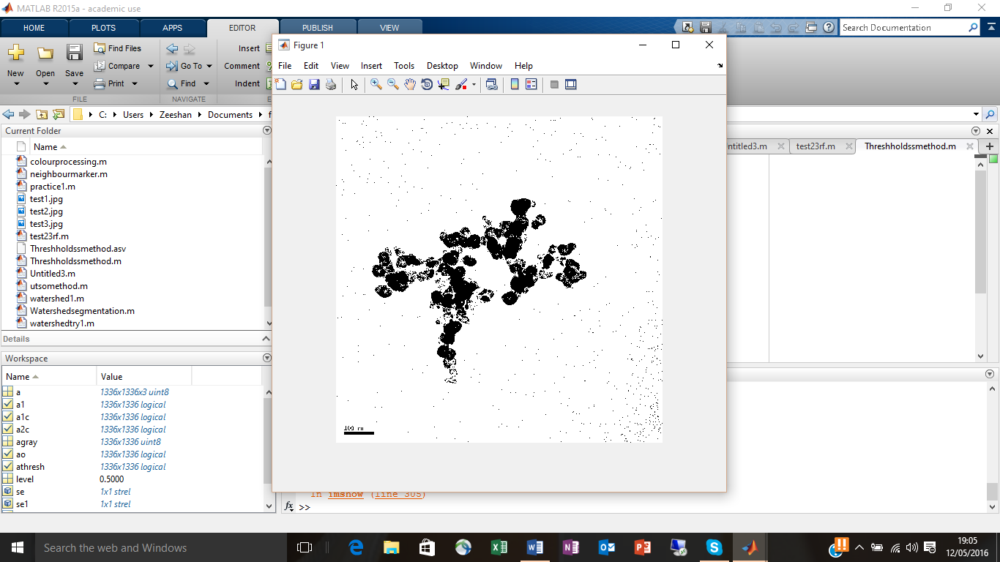 MATLAB R2015a - academic use
HOME PLOTS APPS EDITOR PUBLISH VIEW
Search Documentation
New Open Save
Find Files
Compare
Print
Go To
Find
Insert
Comment
Indent
FILE NAVIGATE
C: Users Zeeshan Documents f
Current Folder
Name
colourprocessing.m
neighbourmarker.m
practice1.m
test1.jpg
test2.jpg
test3.jpg
test23rf.m
Threshholdssmethod.asv
Threshholdssmethod.m
Untitled3.m
utsomethod.m
watershed1.m
Watershedsegmentation.m
watershedtry1.m
Details
Workspace
Name Value
a 1336x1336x3 uint8
a1 1336x1336 logical
a1c 1336x1336 logical
a2c 1336x1336 logical
agray 1336x1336 uint8
ao 1336x1336 logical
athresh 1336x1336 logical
level 0.5000
se 1x1 strel
se1 1x1 strel
Figure 1
File Edit View Insert Tools Desktop Window Help
ntitled3.m test23rf.m Threshholdssmethod.m
In imshow (line 305)
fx >>
Search the web and Windows
19:05
12/05/2016